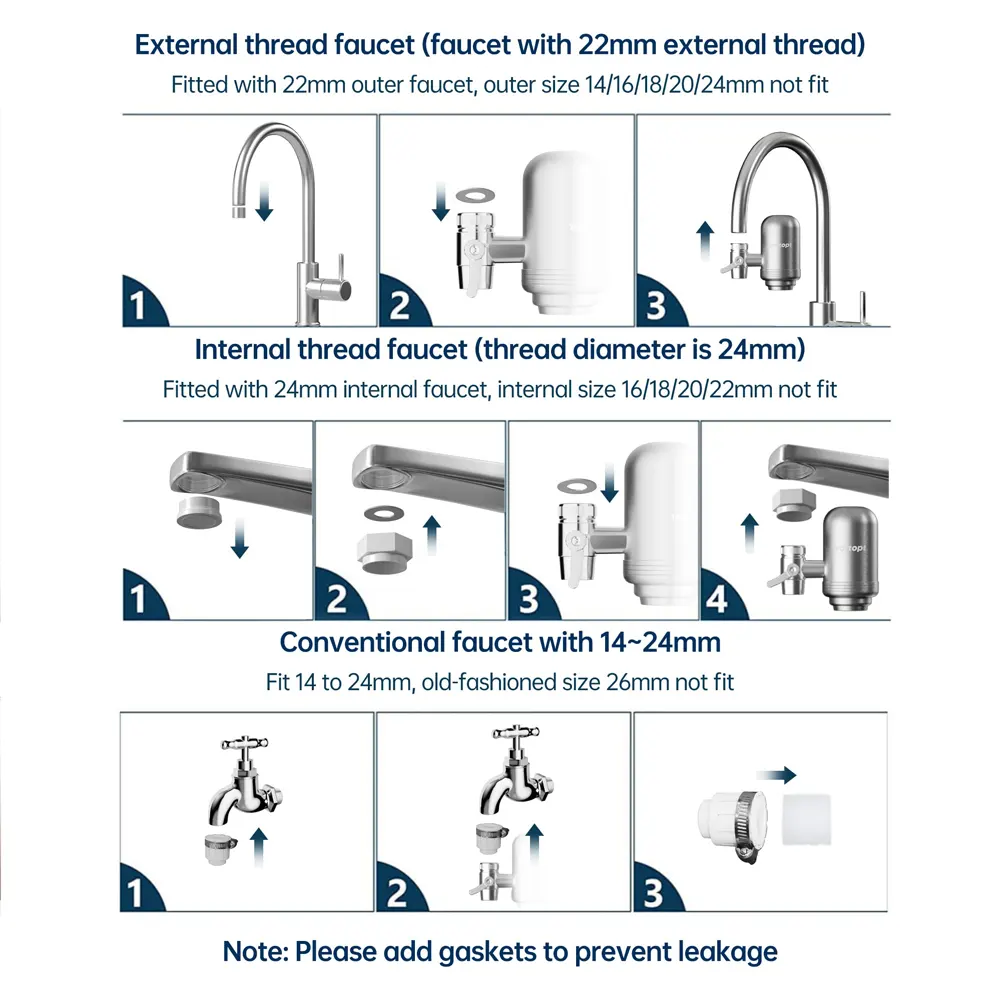 External thread faucet (faucet with 22mm external thread)
Fitted with 22mm outer faucet, outer size 14/16/18/20/24mm not fit
1
2
3
Internal thread faucet (thread diameter is 24mm)
Fitted with 24mm internal faucet, internal size 16/18/20/22mm not fit
1
2
3
4
Conventional faucet with 14~24mm
Fit 14 to 24mm, old-fashioned size 26mm not fit
1
2
3
Note: Please add gaskets to prevent leakage